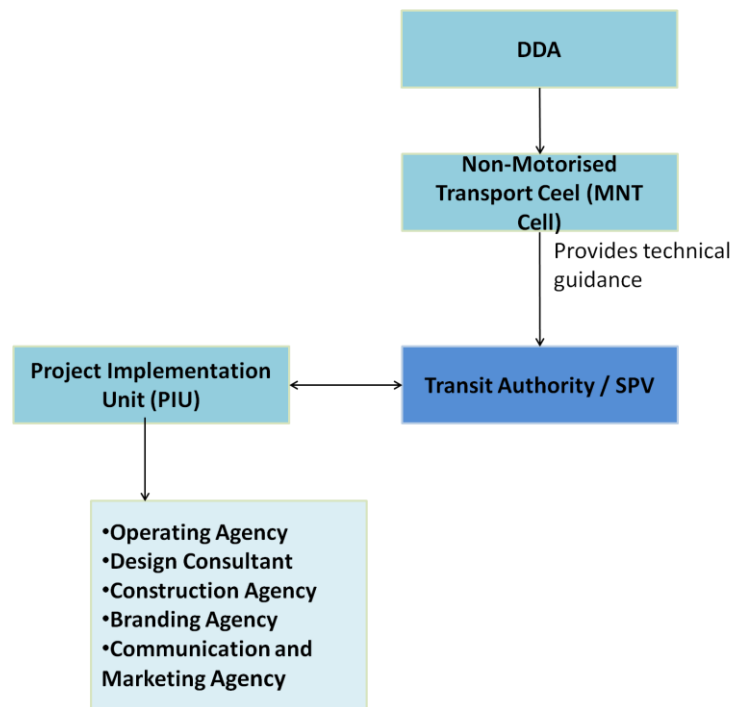 DDA
Non-Motorised
Transport Ceel (MNT
Cell)
Provides technical
guidance
Project Implementation
Unit (PIU)
Transit Authority / SPV
•Operating Agency
•Design Consultant
•Construction Agency
•Branding Agency
•Communication and
Marketing Agency